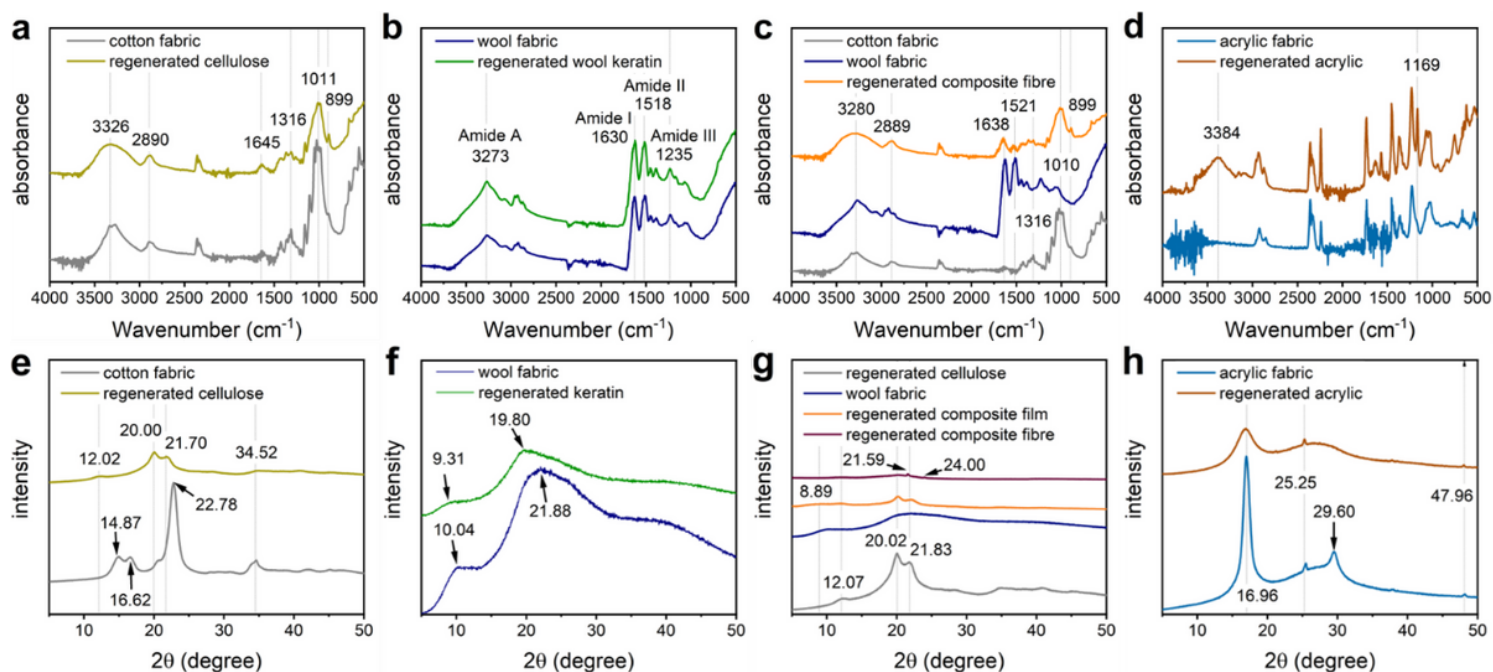 a
cotton fabric
regenerated cellulose
3326
2890
1645
1316
1011
899
absorbance
4000 3500 3000 2500 2000 1500 1000 500
Wavenumber (cm⁻¹)
b
wool fabric
regenerated wool keratin
Amide A
3273
Amide I
1630
Amide II
1518
Amide III
1235
absorbance
4000 3500 3000 2500 2000 1500 1000 500
Wavenumber (cm⁻¹)
c
cotton fabric
wool fabric
regenerated composite fibre
3280
2889
1638
1521
899
1010
1316
absorbance
4000 3500 3000 2500 2000 1500 1000 500
Wavenumber (cm⁻¹)
d
acrylic fabric
regenerated acrylic
3384
1169
absorbance
4000 3500 3000 2500 2000 1500 1000 500
Wavenumber (cm⁻¹)
e
cotton fabric
regenerated cellulose
20.00
12.02
21.70
34.52
22.78
14.87
16.62
intensity
10 20 30 40 50
2θ (degree)
f
wool fabric
regenerated keratin
19.80
9.31
10.04
21.88
intensity
10 20 30 40 50
2θ (degree)
g
regenerated cellulose
wool fabric
regenerated composite film
regenerated composite fibre
21.59
24.00
8.89
20.02
21.83
12.07
intensity
10 20 30 40 50
2θ (degree)
h
acrylic fabric
regenerated acrylic
25.25
47.96
29.60
16.96
intensity
10 20 30 40 50
2θ (degree)